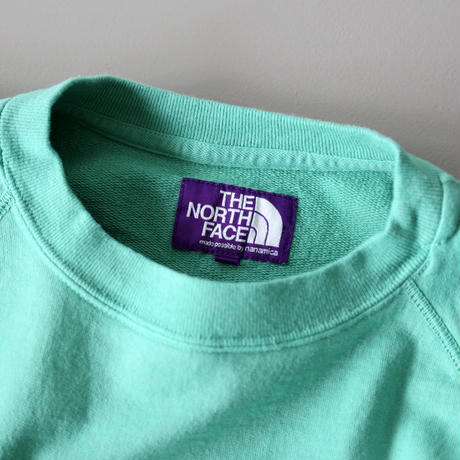 THE
NORTH
FACE
made possible by nanamica